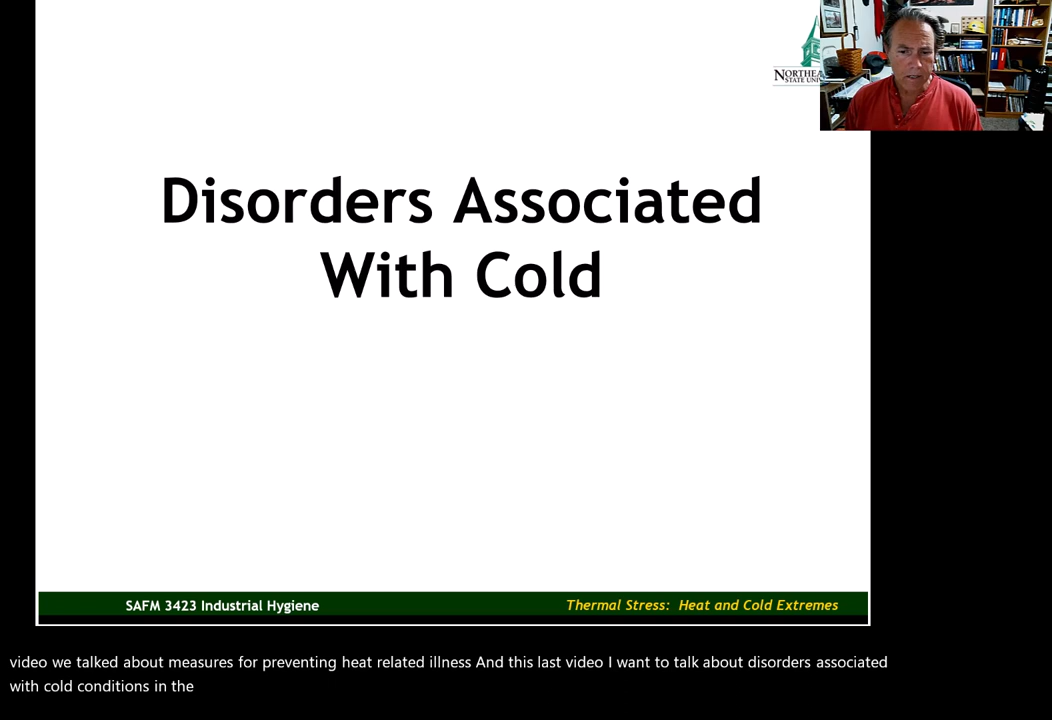 Disorders Associated
With Cold
SAFM 3423 Industrial Hygiene
Thermal Stress: Heat and Cold Extremes
video we talked about measures for preventing heat related illness And this last video I want to talk about disorders associated
with cold conditions in the